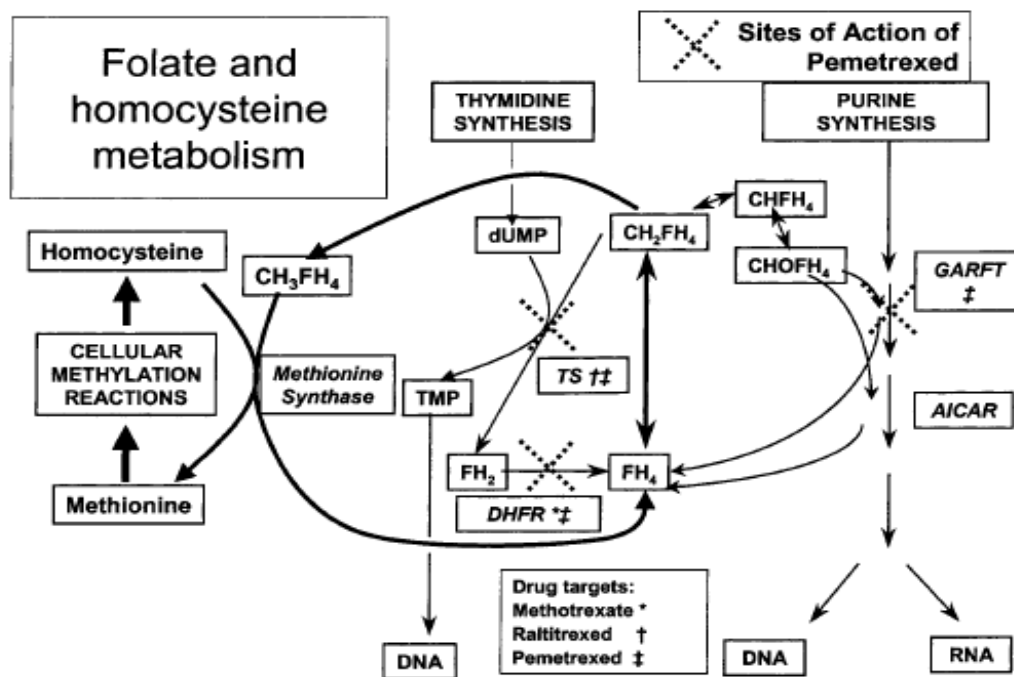 Folate and
homocysteine
metabolism
Sites of Action of
Pemetrexed
THYMIDINE
SYNTHESIS
PURINE
SYNTHESIS
dUMP
CH₂FH₄
CHFH₄
CHOFH₄
Homocysteine
CH₃FH₄
GARFT
‡
CELLULAR
METHYLATION
REACTIONS
Methionine
Synthase
TMP
TS †‡
AICAR
Methionine
FH₂
FH₄
DHFR *‡
Drug targets:
Methotrexate *
Raltitrexed †
Pemetrexed ‡
DNA
DNA
RNA